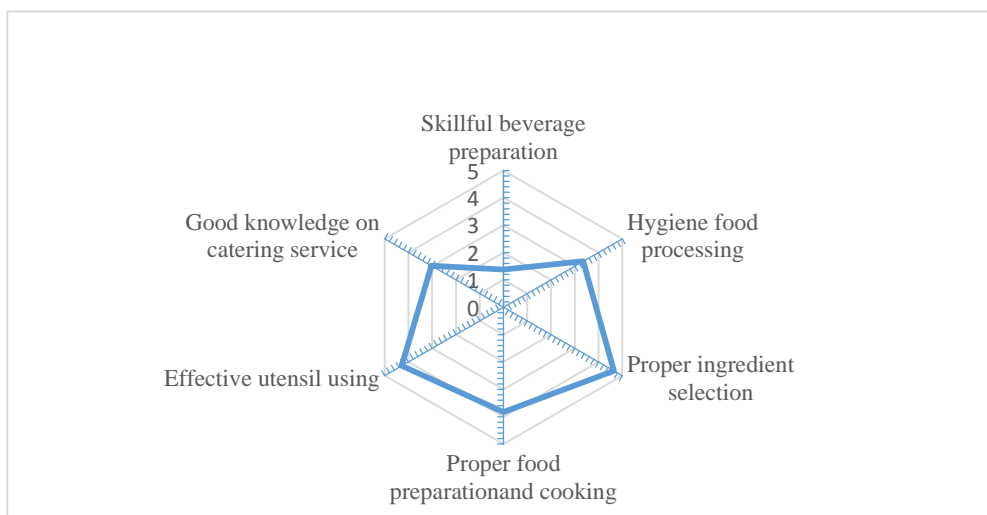 Skillful beverage
preparation
5
4
3
2
1
0
Hygiene food
processing
Proper ingredient
selection
Proper food
preparationand cooking
Effective utensil using
Good knowledge on
catering service